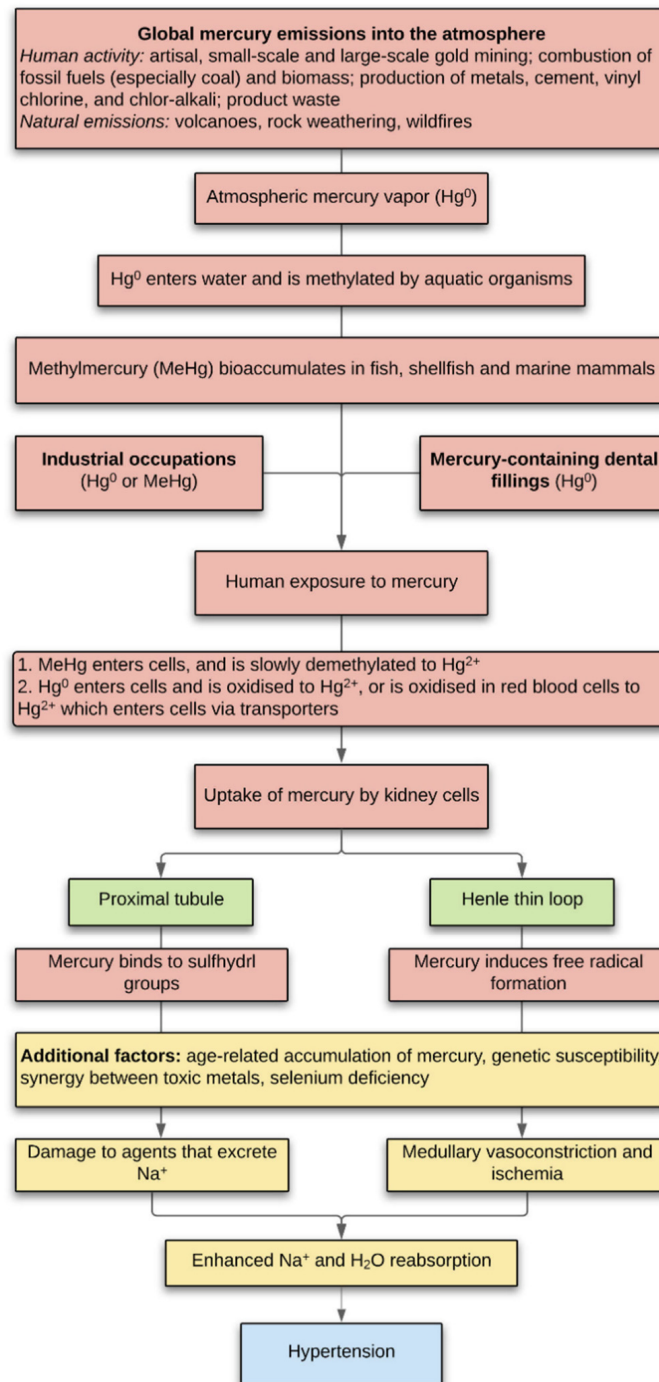 Global mercury emissions into the atmosphere
Human activity: artisal, small-scale and large-scale gold mining; combustion of
fossil fuels (especially coal) and biomass; production of metals, cement, vinyl
chlorine, and chlor-alkali; product waste
Natural emissions: volcanoes, rock weathering, wildfires
Atmospheric mercury vapor (Hg⁰)
Hg⁰ enters water and is methylated by aquatic organisms
Methylmercury (MeHg) bioaccumulates in fish, shellfish and marine mammals
Industrial occupations
(Hg⁰ or MeHg)
Mercury-containing dental
fillings (Hg⁰)
Human exposure to mercury
1. MeHg enters cells, and is slowly demethylated to Hg²⁺
2. Hg⁰ enters cells and is oxidised to Hg²⁺, or is oxidised in red blood cells to
Hg²⁺ which enters cells via transporters
Uptake of mercury by kidney cells
Proximal tubule
Henle thin loop
Mercury binds to sulfhydrl
groups
Mercury induces free radical
formation
Additional factors: age-related accumulation of mercury, genetic susceptibility
synergy between toxic metals, selenium deficiency
Damage to agents that excrete
Na⁺
Medullary vasoconstriction and
ischemia
Enhanced Na⁺ and H₂O reabsorption
Hypertension